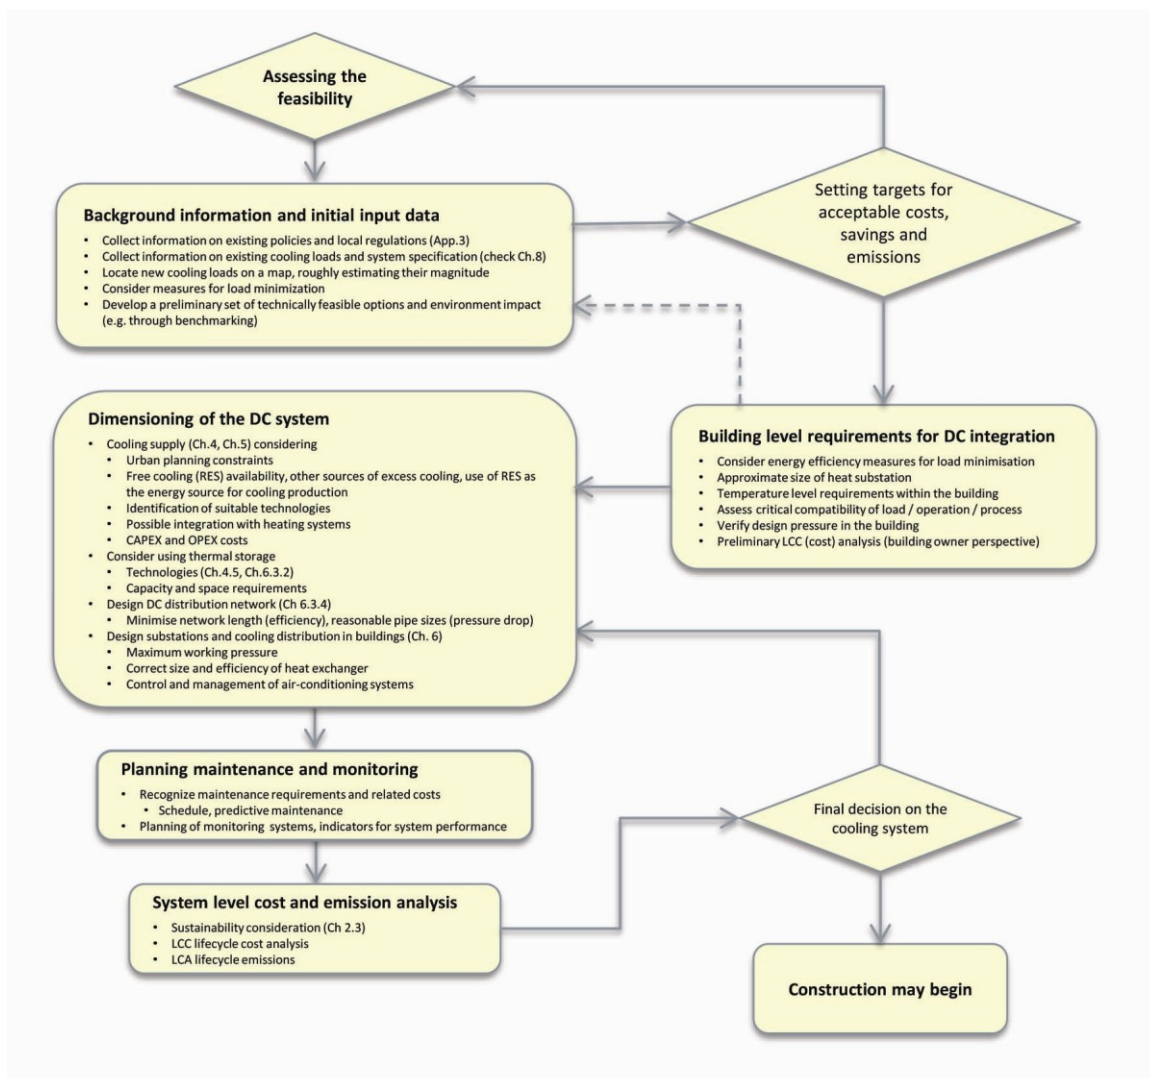 Assessing the
feasibility
Setting targets for
acceptable costs,
savings and
emissions
Background information and initial input data
• Collect information on existing policies and local regulations (App.3)
• Collect information on existing cooling loads and system specification (check Ch.8)
• Locate new cooling loads on a map, roughly estimating their magnitude
• Consider measures for load minimization
• Develop a preliminary set of technically feasible options and environment impact
(e.g. through benchmarking)
Building level requirements for DC integration
• Consider energy efficiency measures for load minimisation
• Approximate size of heat substation
• Temperature level requirements within the building
• Assess critical compatibility of load / operation / process
• Verify design pressure in the building
• Preliminary LCC (cost) analysis (building owner perspective)
Dimensioning of the DC system
• Cooling supply (Ch.4, Ch.5) considering
• Urban planning constraints
• Free cooling (RES) availability, other sources of excess cooling, use of RES as
the energy source for cooling production
• Identification of suitable technologies
• Possible integration with heating systems
• CAPEX and OPEX costs
• Consider using thermal storage
• Technologies (Ch.4.5, Ch.6.3.2)
• Capacity and space requirements
• Design DC distribution network (Ch 6.3.4)
• Minimise network length (efficiency), reasonable pipe sizes (pressure drop)
• Design substations and cooling distribution in buildings (Ch. 6)
• Maximum working pressure
• Correct size and efficiency of heat exchanger
• Control and management of air-conditioning systems
Planning maintenance and monitoring
• Recognize maintenance requirements and related costs
• Schedule, predictive maintenance
• Planning of monitoring systems, indicators for system performance
System level cost and emission analysis
• Sustainability consideration (Ch 2.3)
• LCC lifecycle cost analysis
• LCA lifecycle emissions
Final decision on the
cooling system
Construction may begin